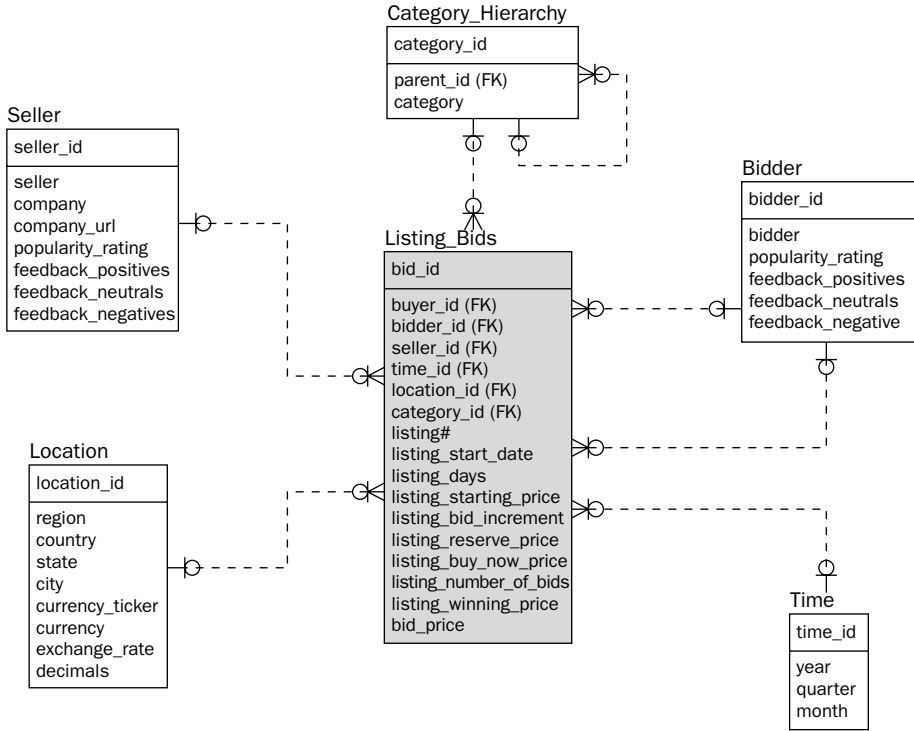 Category_Hierarchy
category_id
parent_id (FK)
category
Seller
seller_id
seller
company
company_url
popularity_rating
feedback_positives
feedback_neutrals
feedback_negatives
Bidder
bidder_id
bidder
popularity_rating
feedback_positives
feedback_neutrals
feedback_negative
Listing_Bids
bid_id
buyer_id (FK)
bidder_id (FK)
seller_id (FK)
time_id (FK)
location_id (FK)
category_id (FK)
listing#
listing_start_date
listing_days
listing_starting_price
listing_bid_increment
listing_reserve_price
listing_buy_now_price
listing_number_of_bids
listing_winning_price
bid_price
Location
location_id
region
country
state
city
currency_ticker
currency
exchange_rate
decimals
Time
time_id
year
quarter
month